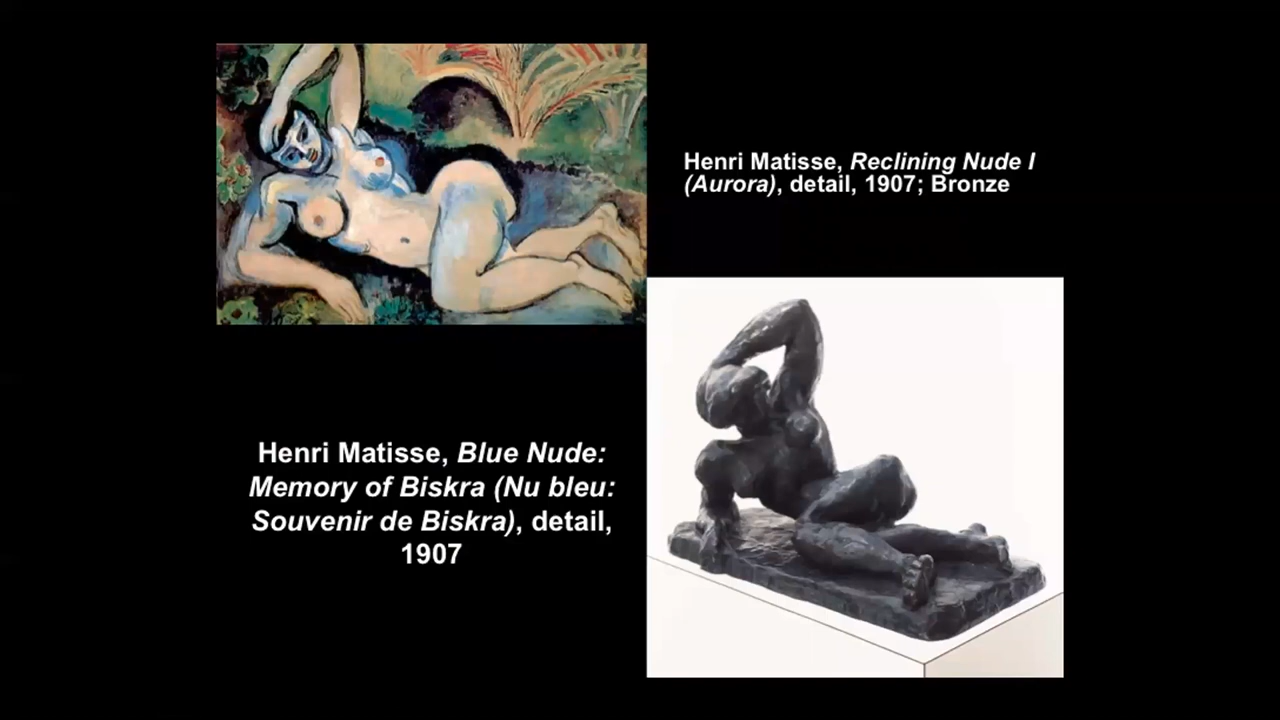 Henri Matisse, Reclining Nude I
(Aurora), detail, 1907; Bronze
Henri Matisse, Blue Nude:
Memory of Biskra (Nu bleu:
Souvenir de Biskra), detail,
1907